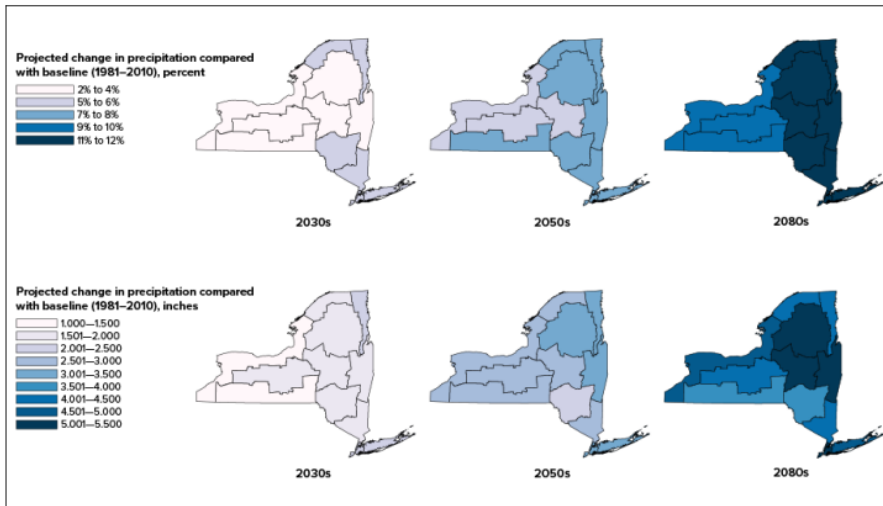 Projected change in precipitation compared
with baseline (1981–2010), percent
2% to 4%
5% to 6%
7% to 8%
9% to 10%
11% to 12%
2030s
2050s
2080s
Projected change in precipitation compared
with baseline (1981–2010), inches
1.000—1.500
1.501—2.000
2.001—2.500
2.501—3.000
3.001—3.500
3.501—4.000
4.001—4.500
4.501—5.000
5.001—5.500
2030s
2050s
2080s